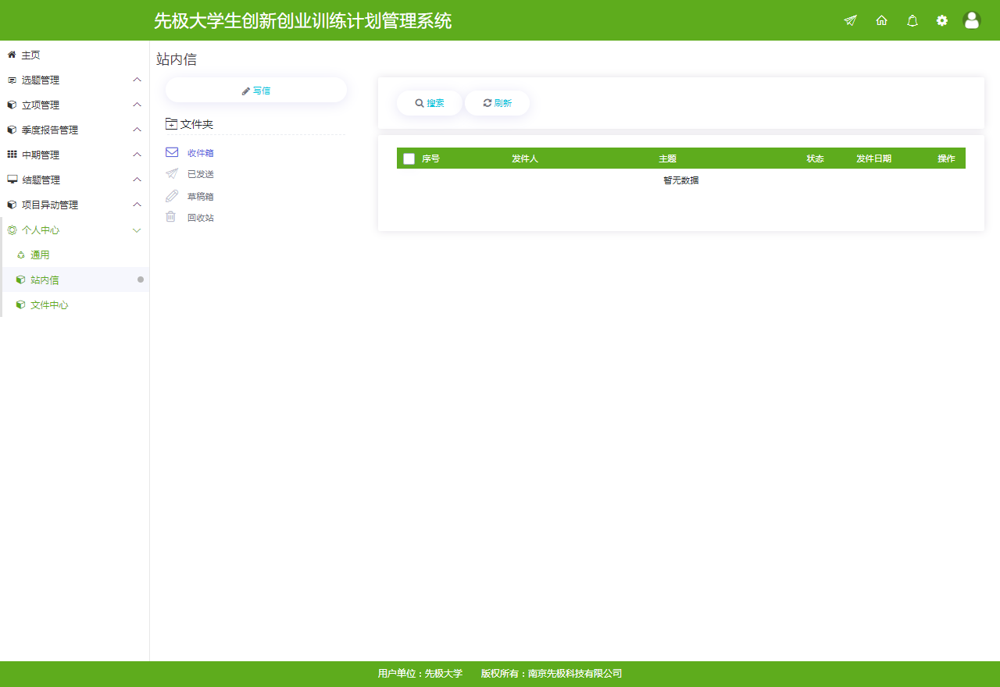 先极大学生创新创业训练计划管理系统
主页
选题管理
立项管理
季度报告管理
中期管理
结题管理
项目异动管理
个人中心
通用
站内信
文件中心
站内信
写信
文件夹
收件箱
已发送
草稿箱
回收站
搜索 刷新
序号 发件人 主题 状态 发件日期 操作
暂无数据
用户单位：先极大学 版权所有：南京先极科技有限公司